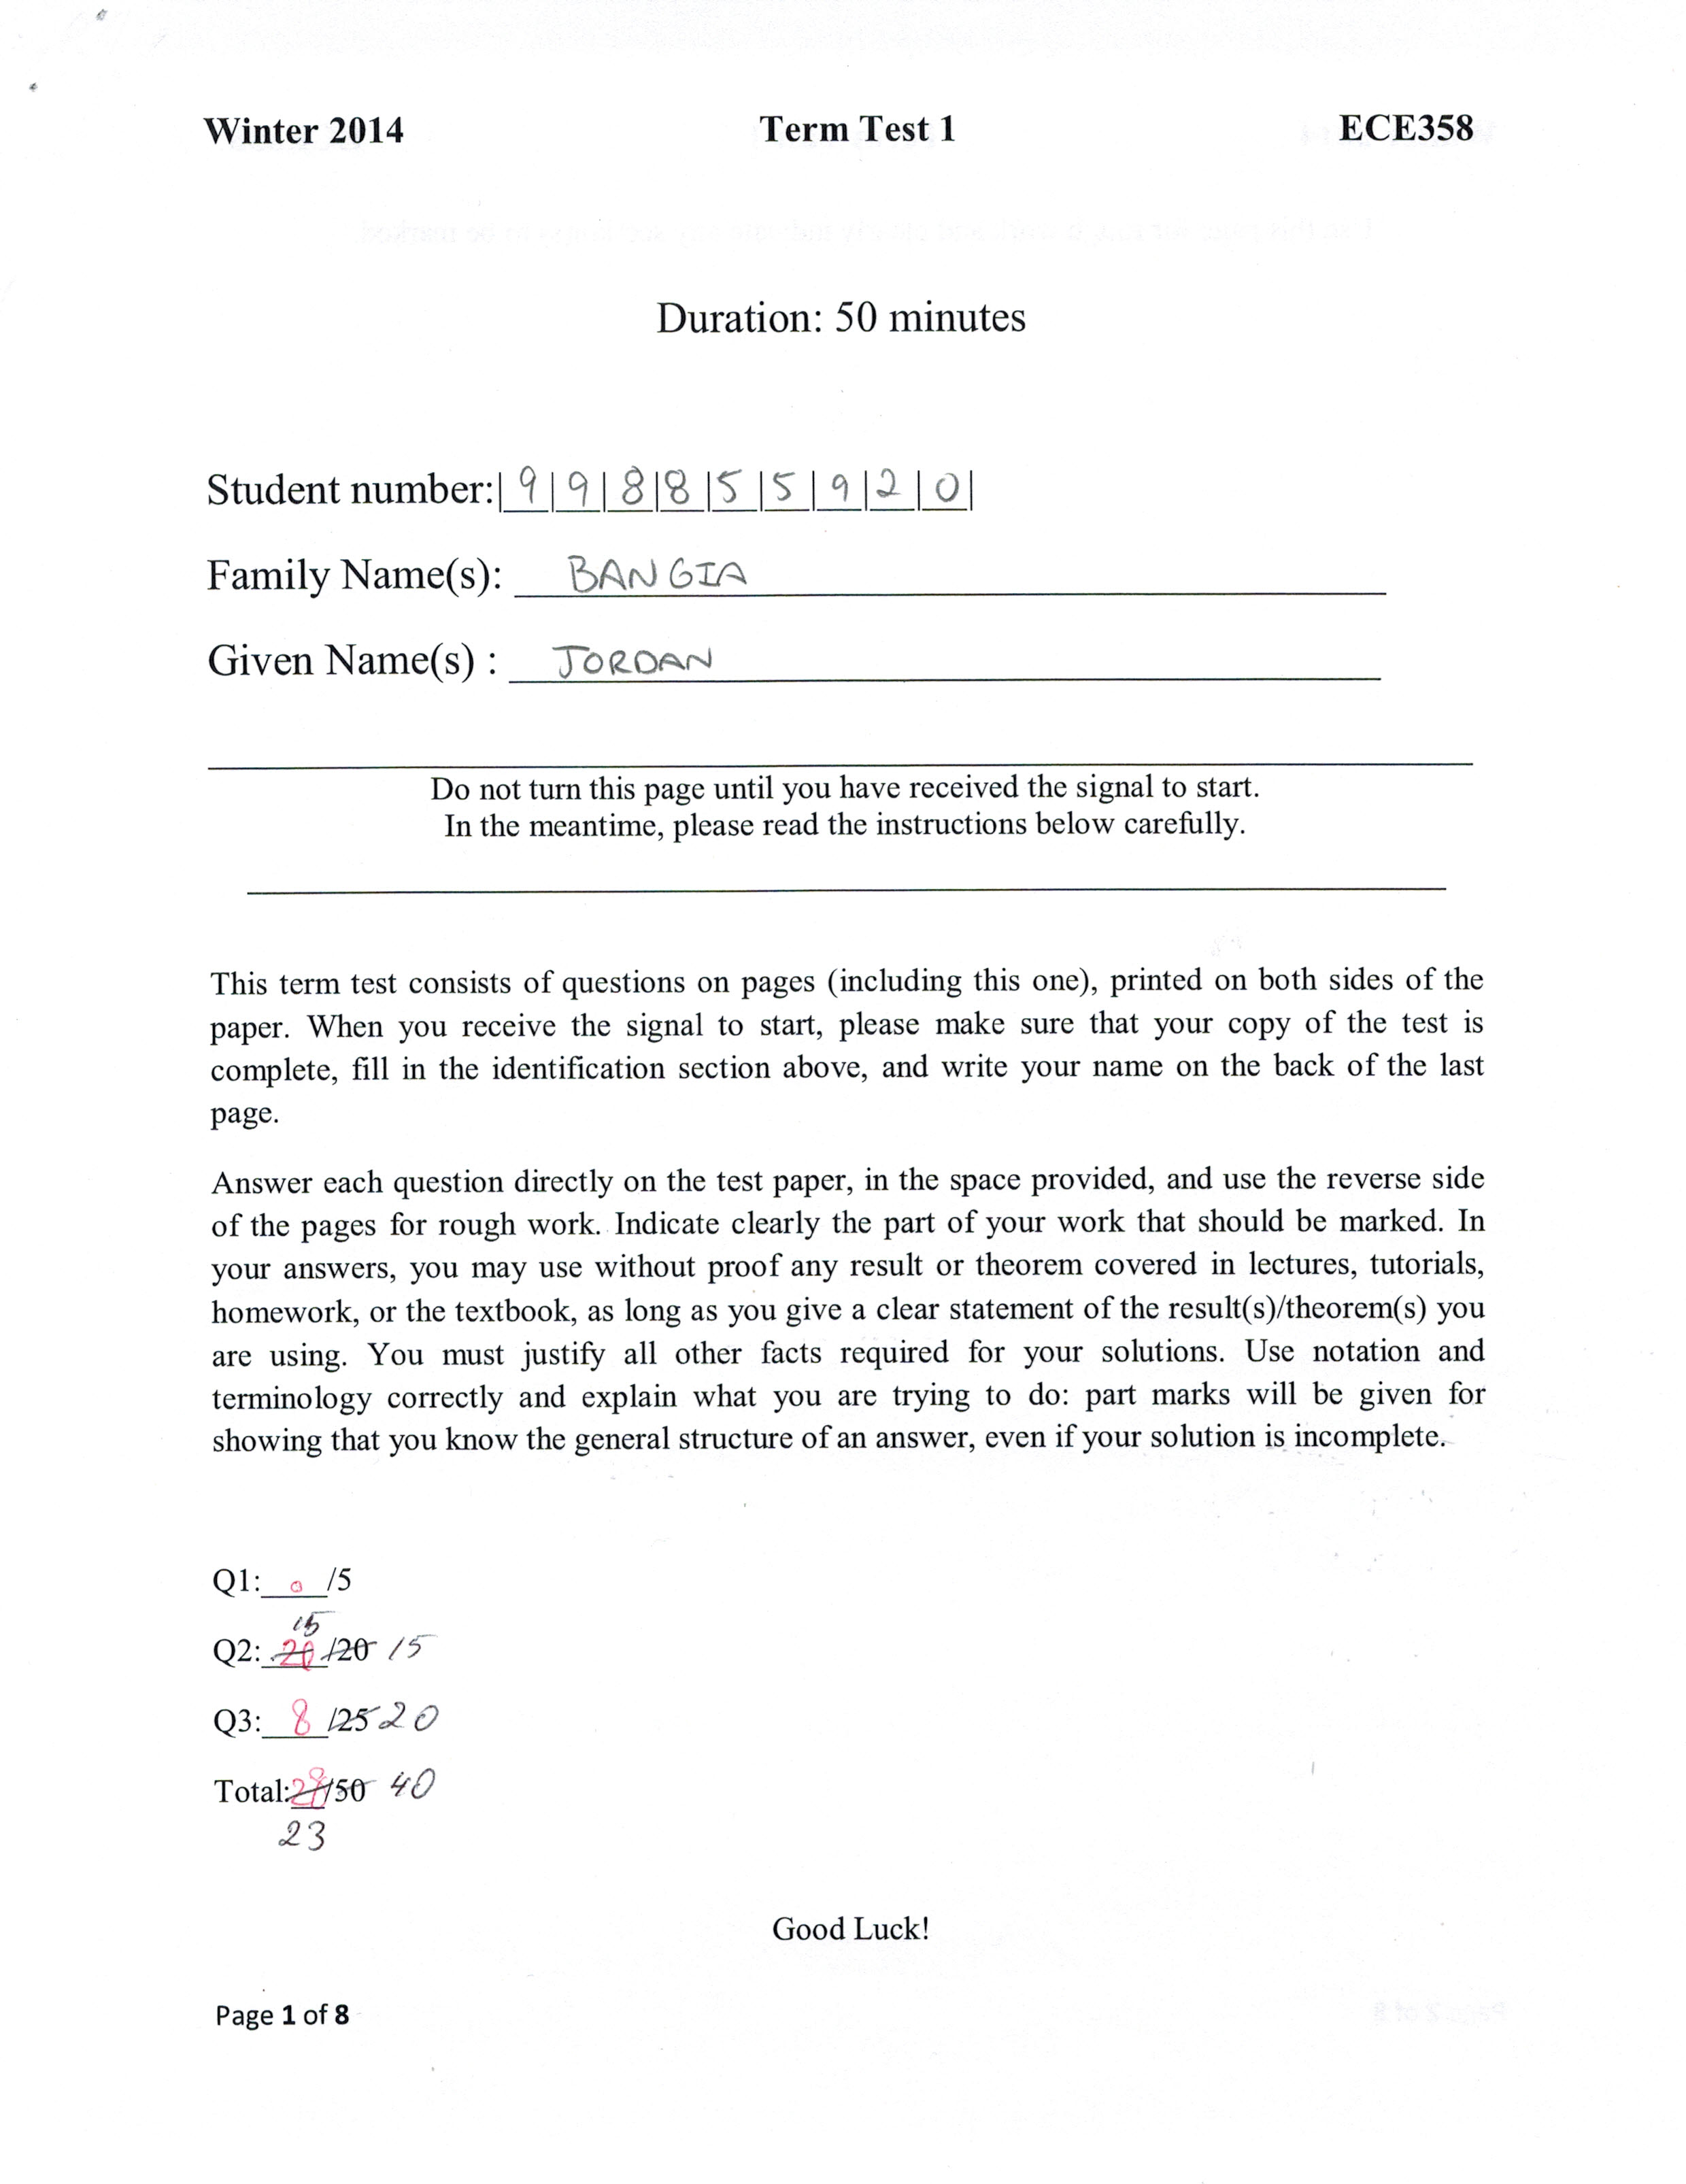 Winter 2014 Term Test 1 ECE358
Duration: 50 minutes
Student number:| 9 | 9 | 8 | 8 | 5 | 5 | 9 | 2 | 0 |
Family Name(s): BANGIA
Given Name(s) : JORDAN
Do not turn this page until you have received the signal to start.
In the meantime, please read the instructions below carefully.
This term test consists of questions on pages (including this one), printed on both sides of the
paper. When you receive the signal to start, please make sure that your copy of the test is
complete, fill in the identification section above, and write your name on the back of the last
page.
Answer each question directly on the test paper, in the space provided, and use the reverse side
of the pages for rough work. Indicate clearly the part of your work that should be marked. In
your answers, you may use without proof any result or theorem covered in lectures, tutorials,
homework, or the textbook, as long as you give a clear statement of the result(s)/theorem(s) you
are using. You must justify all other facts required for your solutions. Use notation and
terminology correctly and explain what you are trying to do: part marks will be given for
showing that you know the general structure of an answer, even if your solution is incomplete.
Q1: 0 /5
15
Q2: 20 /20 15
Q3: 8 /25 20
Total: 28/50 40
23
Good Luck!
Page 1 of 8